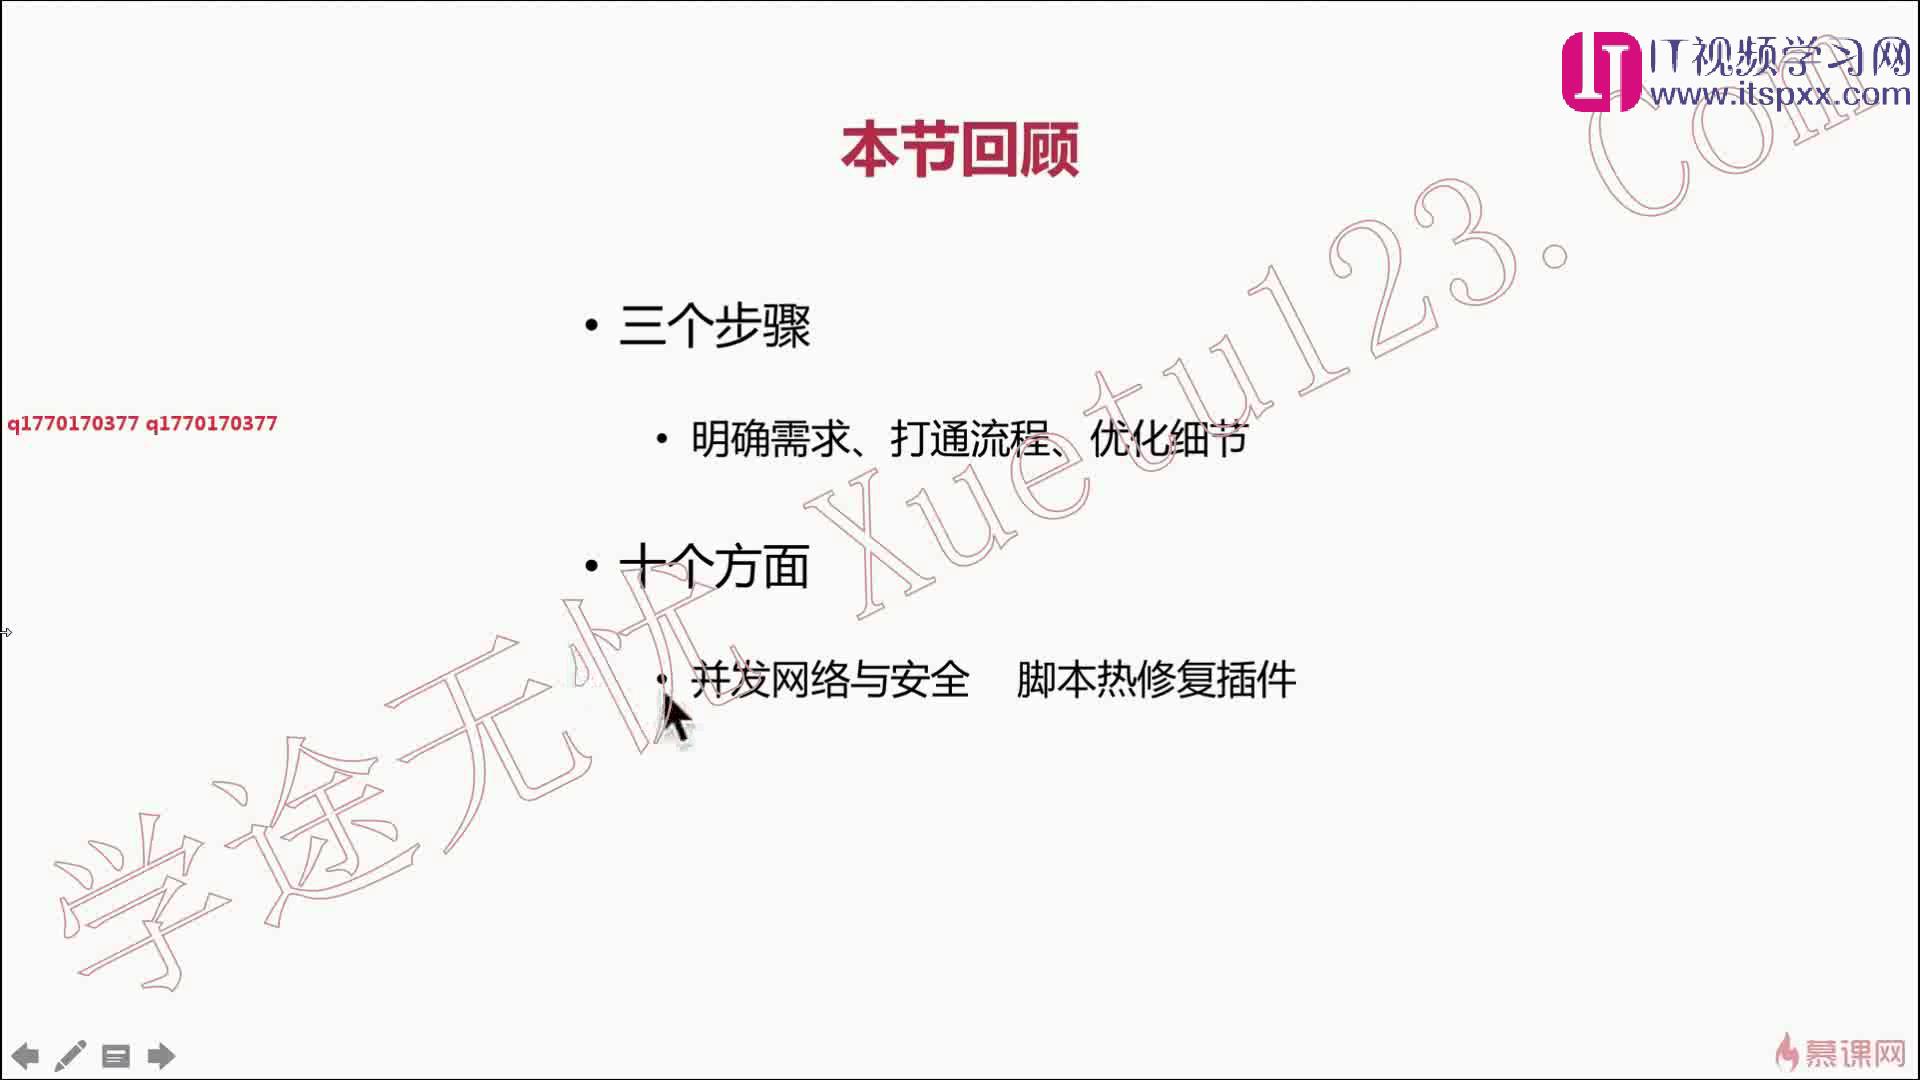 IT视频学习网
www.itspxx.com
本节回顾
• 三个步骤
q1770170377 q1770170377
• 明确需求、打通流程、优化细节
• 十个方面
• 并发网络与安全 脚本热修复插件
学途无忧 Xuetu123.Com
慕课网